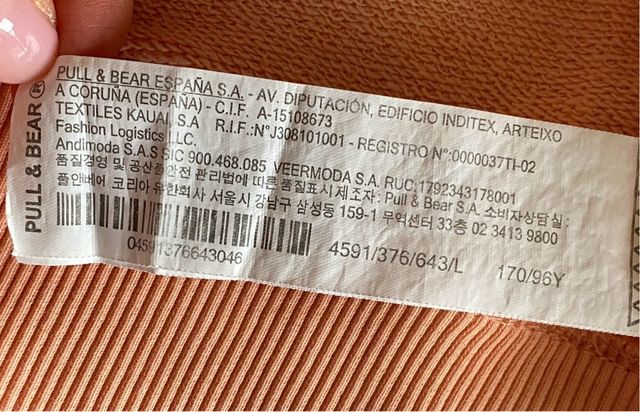 PULL & BEAR ®
PULL & BEAR ESPAÑA S.A. - AV. DIPUTACIÓN, EDIFICIO INDITEX, ARTEIXO
A CORUÑA (ESPAÑA) - C.I.F. A-15108673
TEXTILES KAUAI, S.A R.I.F.:N°J308101001 - REGISTRO N°:0000037TI-02
Fashion Logistics LLC.
Andimoda S.A.S SIC 900.468.085 VEERMODA S.A. RUC:1792343178001
품질경영 및 공산품안전 관리법에 따른 품질표시 제조자: Pull & Bear S.A. 소비자상담실:
풀앤베어 코리아 유한회사 서울시 강남구 삼성동 159-1 무역센터 33층 02 3413 9800
04591376643046
4591/376/643/L 170/96Y